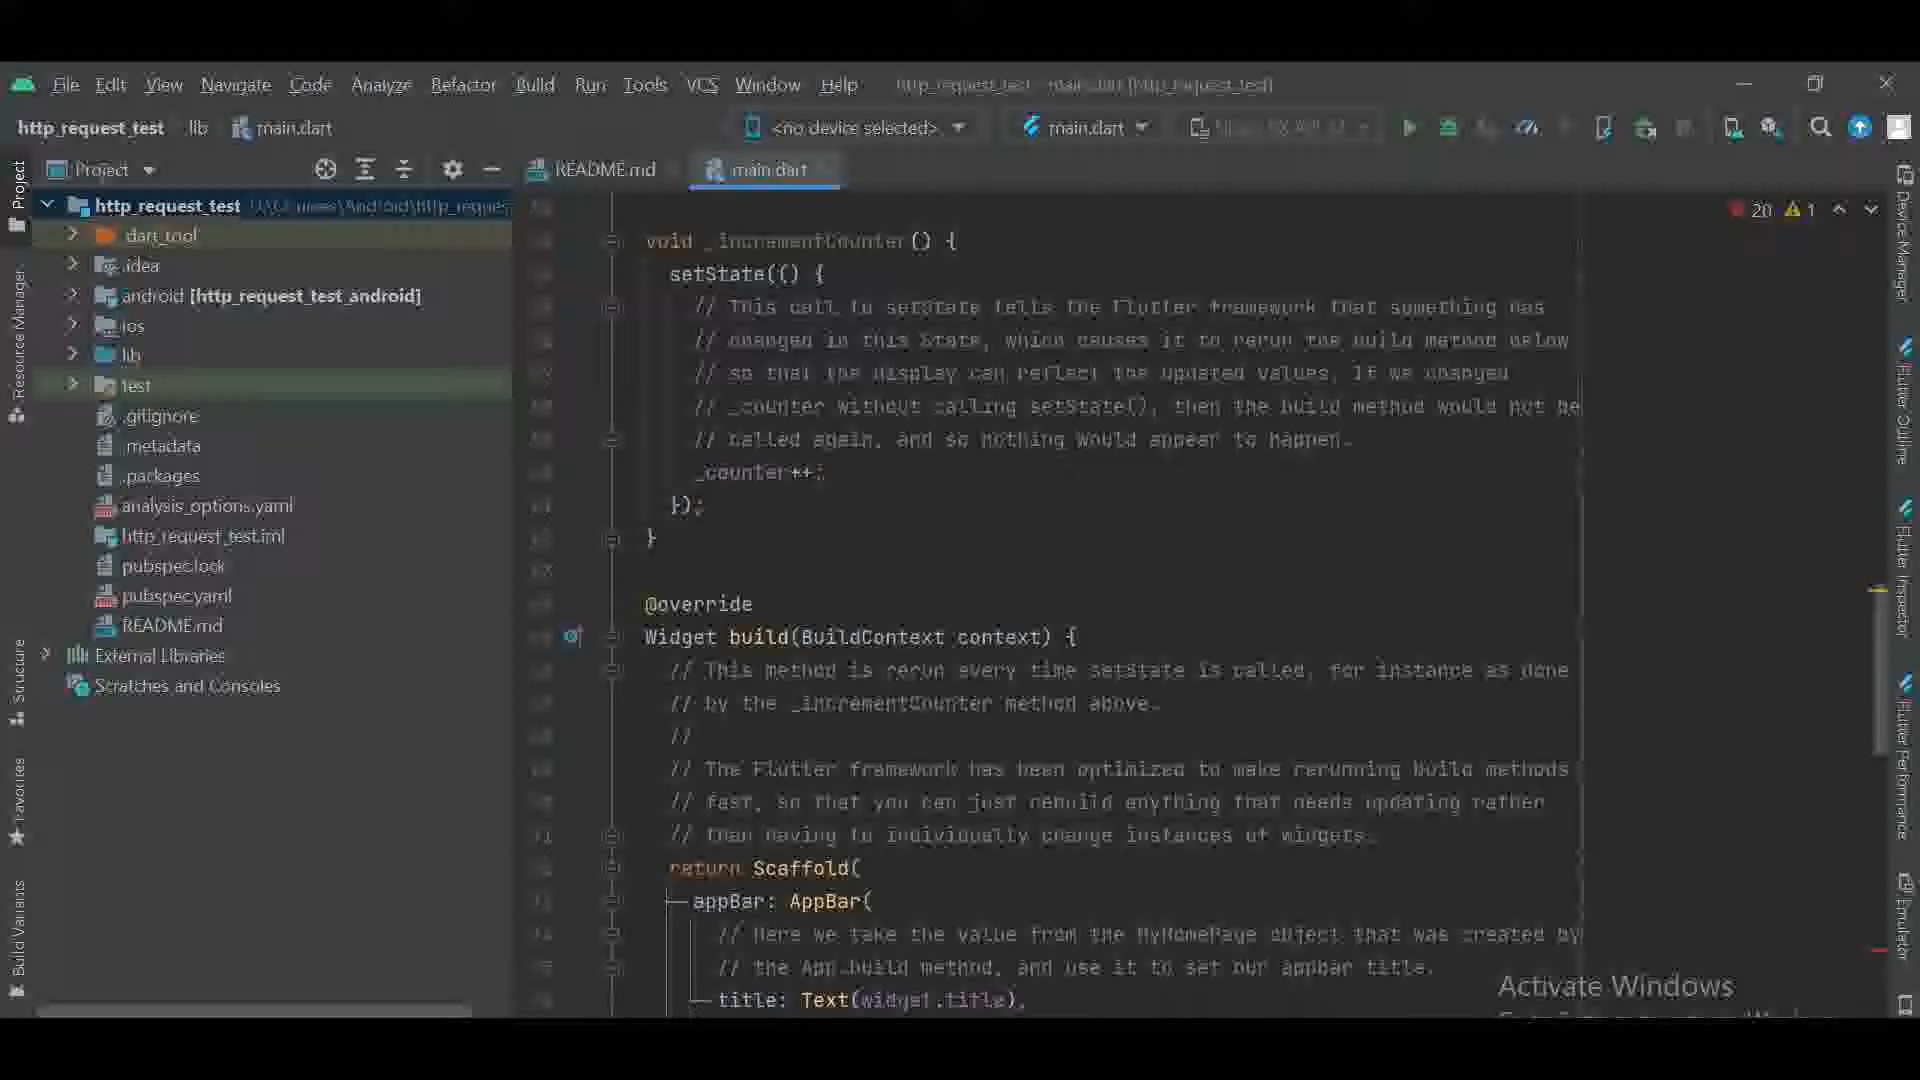 File Edit View Navigate Code Analyze Refactor Build Run Tools VCS Window Help http_request_test - main.dart [http_request_test]
http_request_test lib main.dart <no device selected> main.dart
Project README.md main.dart
http_request_test
.dart_tool
.idea
android [http_request_test_android]
ios
lib
test
.gitignore
.metadata
.packages
analysis_options.yaml
http_request_test.iml
pubspec.lock
pubspec.yaml
README.md
External Libraries
Scratches and Consoles
Project
Resource Manager
Structure
Favorites
Build Variants
20 1
void _incrementCounter() {
setState(() {
// This call to setState tells the Flutter framework that something has
// changed in this State, which causes it to rerun the build method below
// so that the display can reflect the updated values. If we changed
// _counter without calling setState(), then the build method would not be
// called again, and so nothing would appear to happen.
_counter++;
});
}
@override
Widget build(BuildContext context) {
// This method is rerun every time setState is called, for instance as done
// by the _incrementCounter method above.
//
// The Flutter framework has been optimized to make rerunning build methods
// fast, so that you can just rebuild anything that needs updating rather
// than having to individually change instances of widgets.
return Scaffold(
appBar: AppBar(
// Here we take the value from the MyHomePage object that was created by
// the App.build method, and use it to set our appbar title.
title: Text(widget.title),
Activate Windows
Device Manager
Flutter Outline
Flutter Inspector
Flutter Performance
Emulator